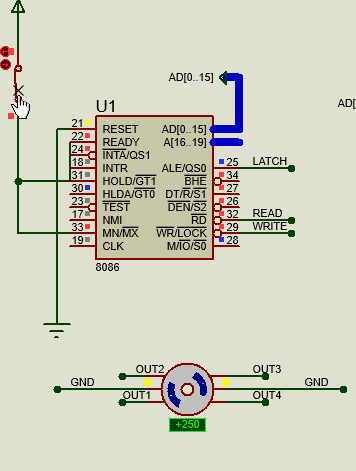 AD[0..15]
AD[
U1
21 RESET AD[0..15]
22 READY A[16..19]
24 INTA/QS1
18 INTR ALE/QS0 25 LATCH
31 HOLD/GT1 BHE 34
30 HLDA/GT0 DT/R/S1 27
23 TEST DEN/S2 26
17 NMI RD 32 READ
33 MN/MX WR/LOCK 29 WRITE
19 CLK M/IO/S0 28
8086
OUT2 OUT3
GND GND
OUT1 OUT4
+250